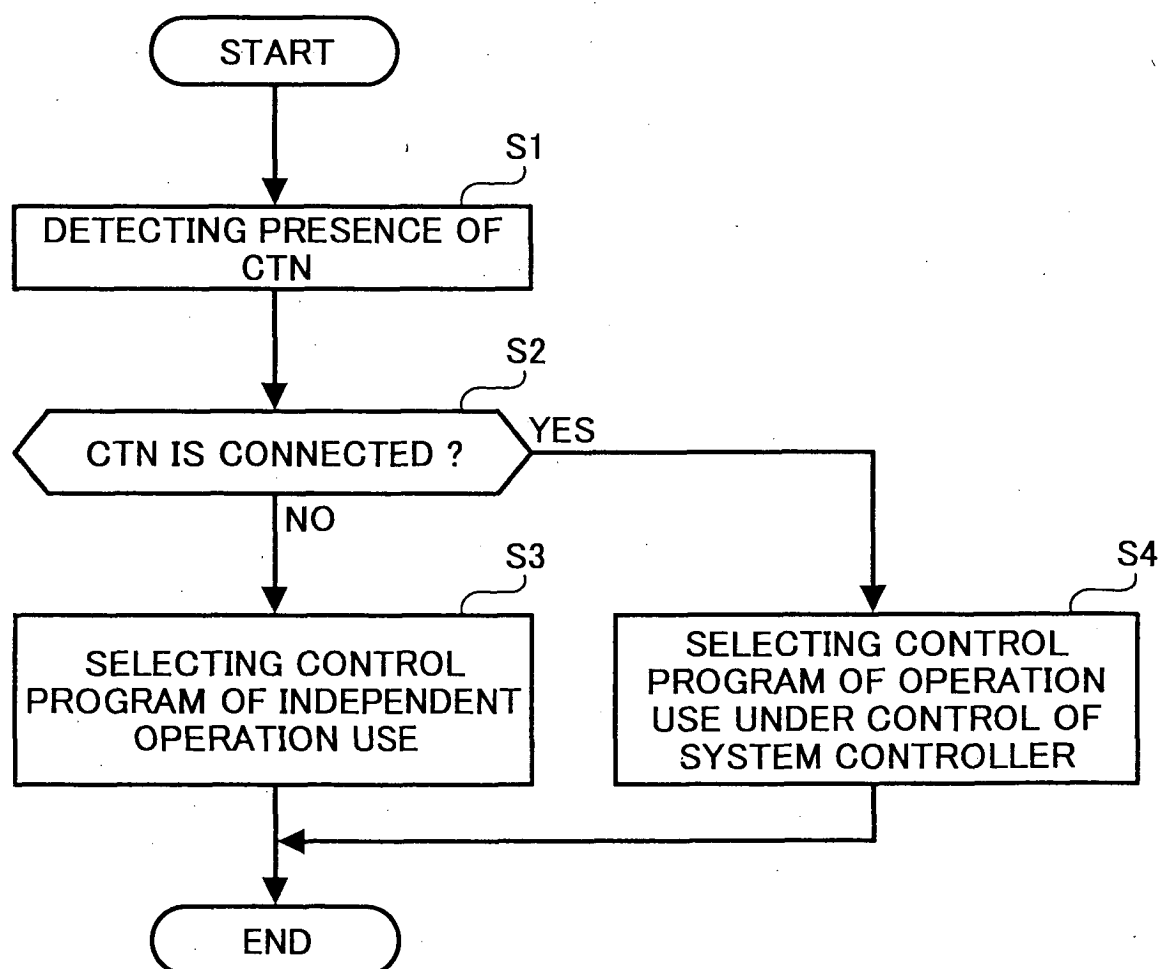 START
S1
DETECTING PRESENCE OF
CTN
S2
CTN IS CONNECTED ?
YES
NO
S3
SELECTING CONTROL
PROGRAM OF INDEPENDENT
OPERATION USE
S4
SELECTING CONTROL
PROGRAM OF OPERATION
USE UNDER CONTROL OF
SYSTEM CONTROLLER
END